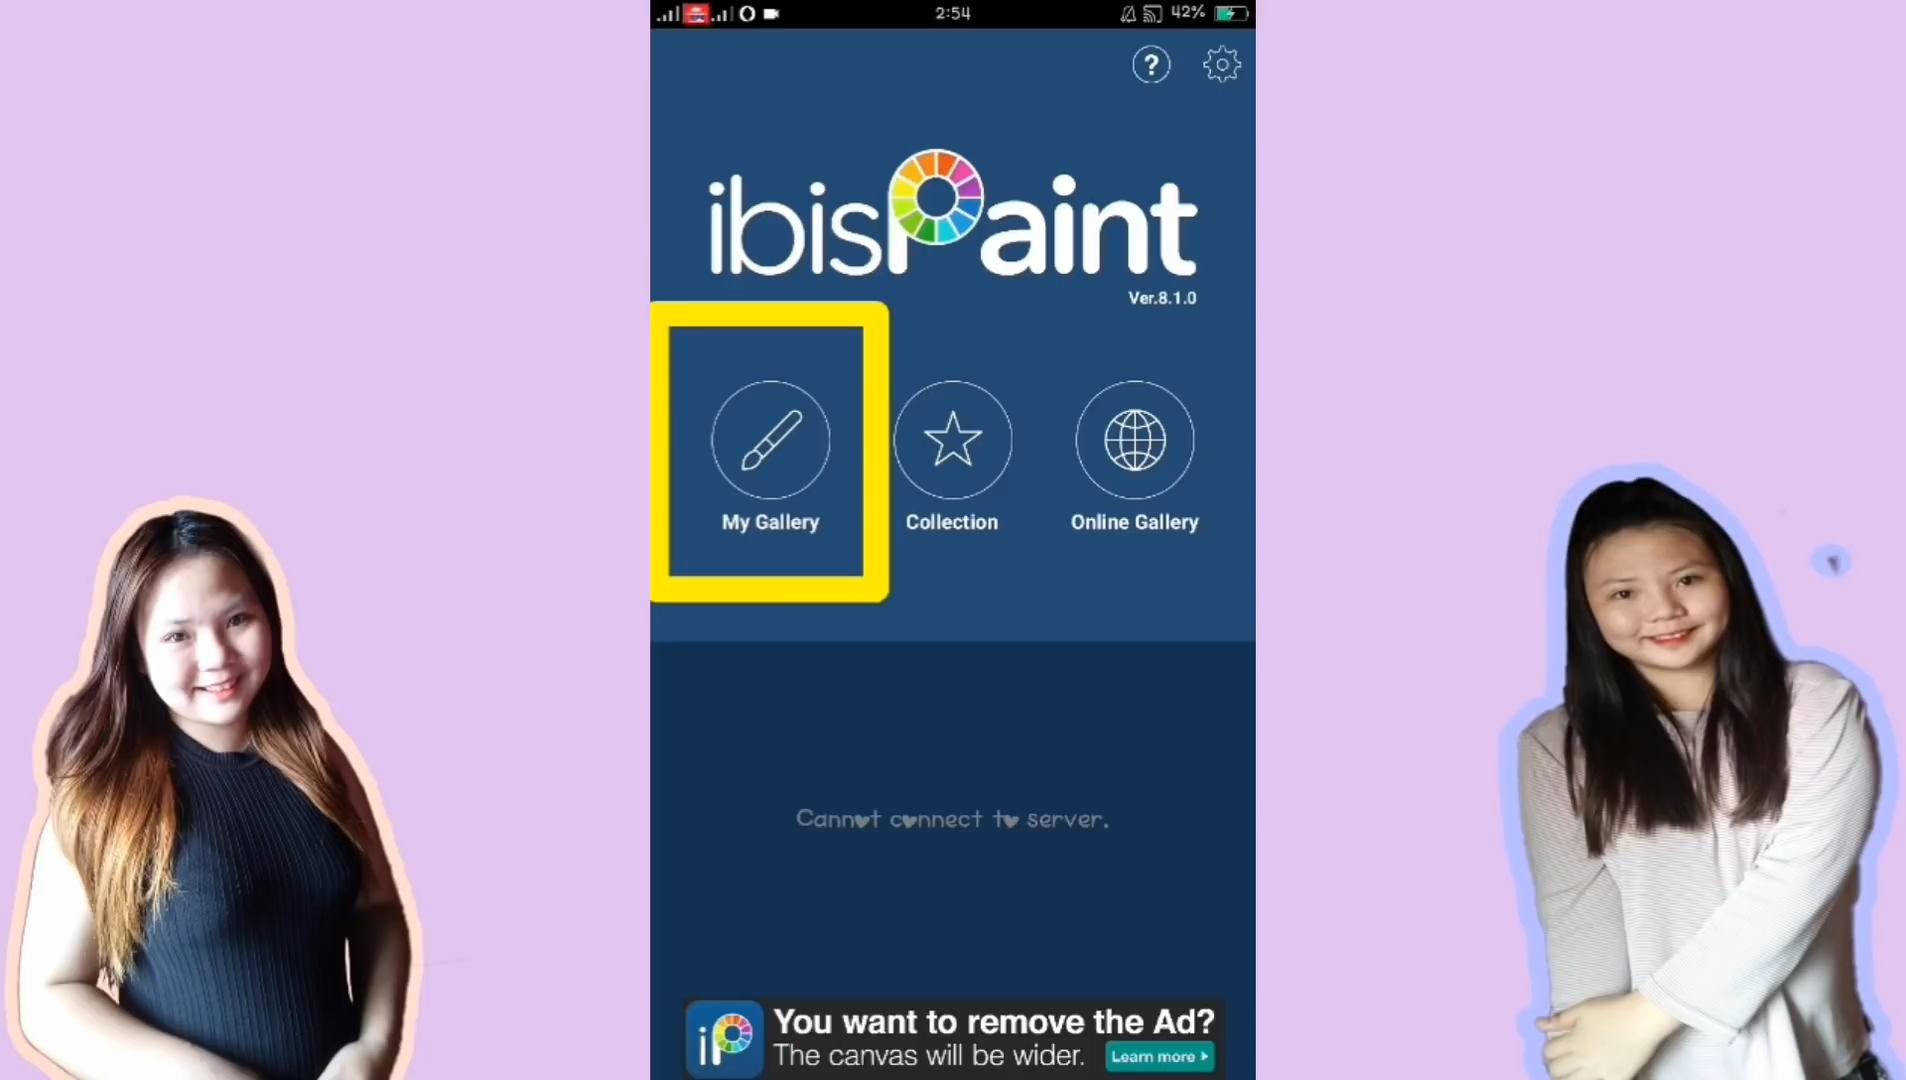 2:54
42%
?
ibisPaint
Ver.8.1.0
My Gallery
Collection
Online Gallery
Cannot connect to server.
iP
You want to remove the Ad?
The canvas will be wider.
Learn more